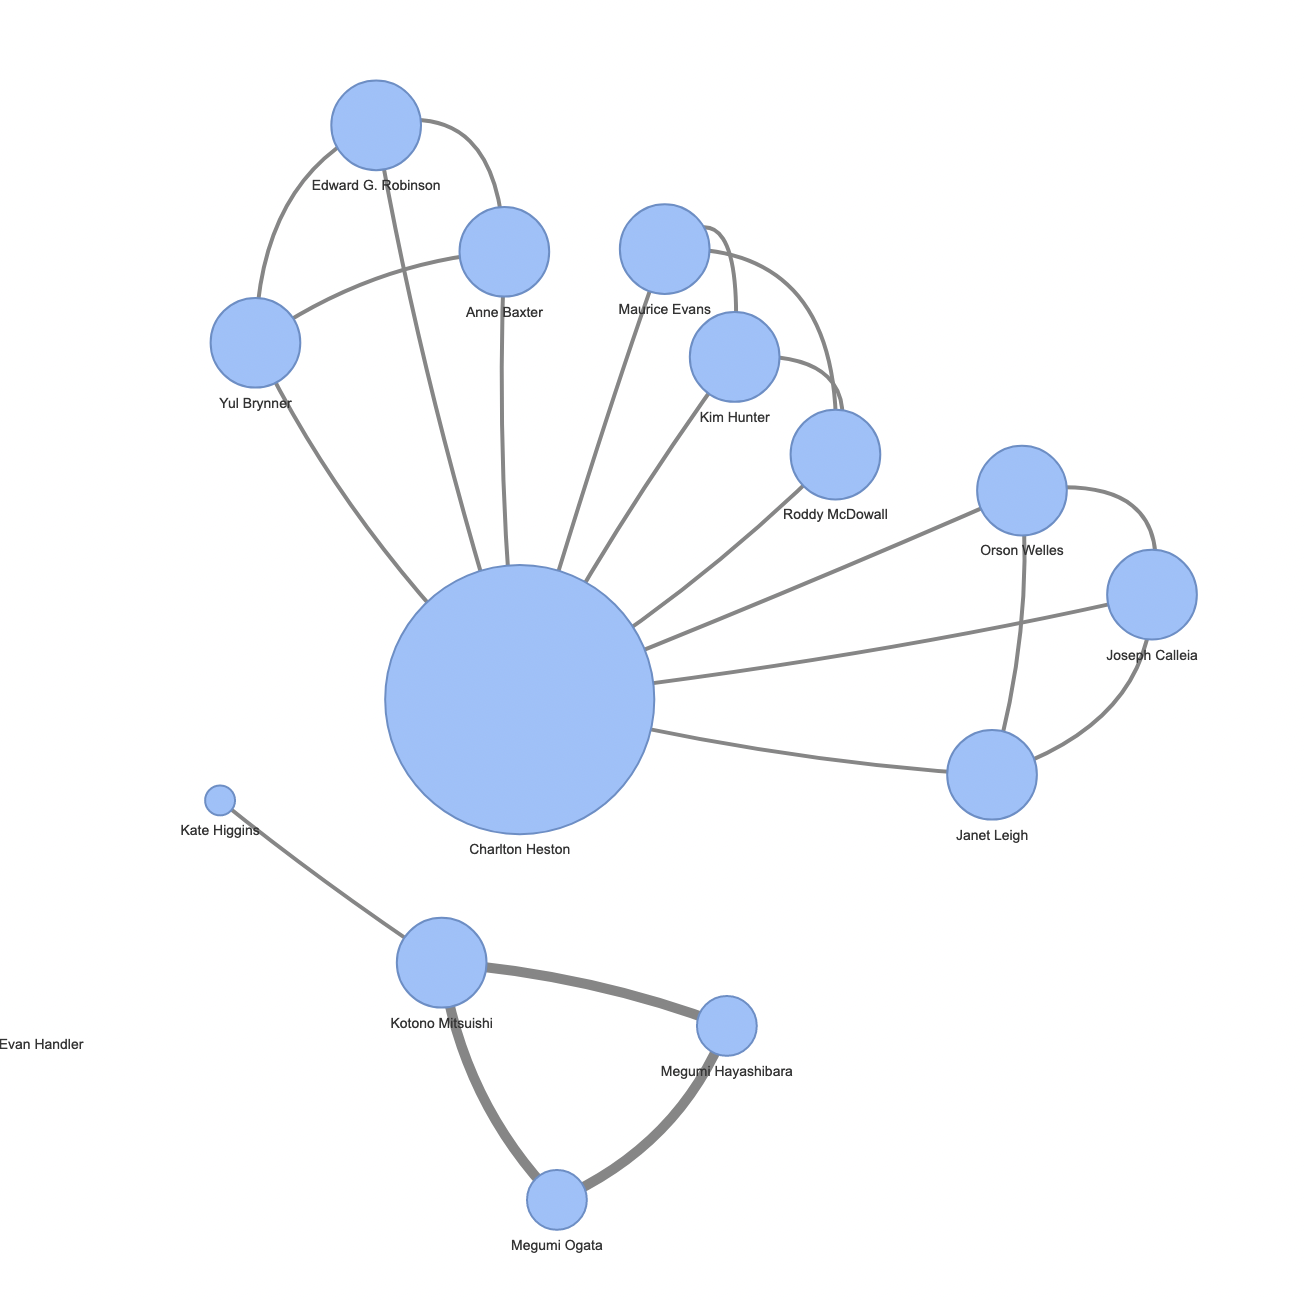 Edward G. Robinson
Anne Baxter
Maurice Evans
Yul Brynner
Kim Hunter
Roddy McDowall
Orson Welles
Joseph Calleia
Kate Higgins
Janet Leigh
Charlton Heston
Kotono Mitsuishi
Evan Handler
Megumi Hayashibara
Megumi Ogata